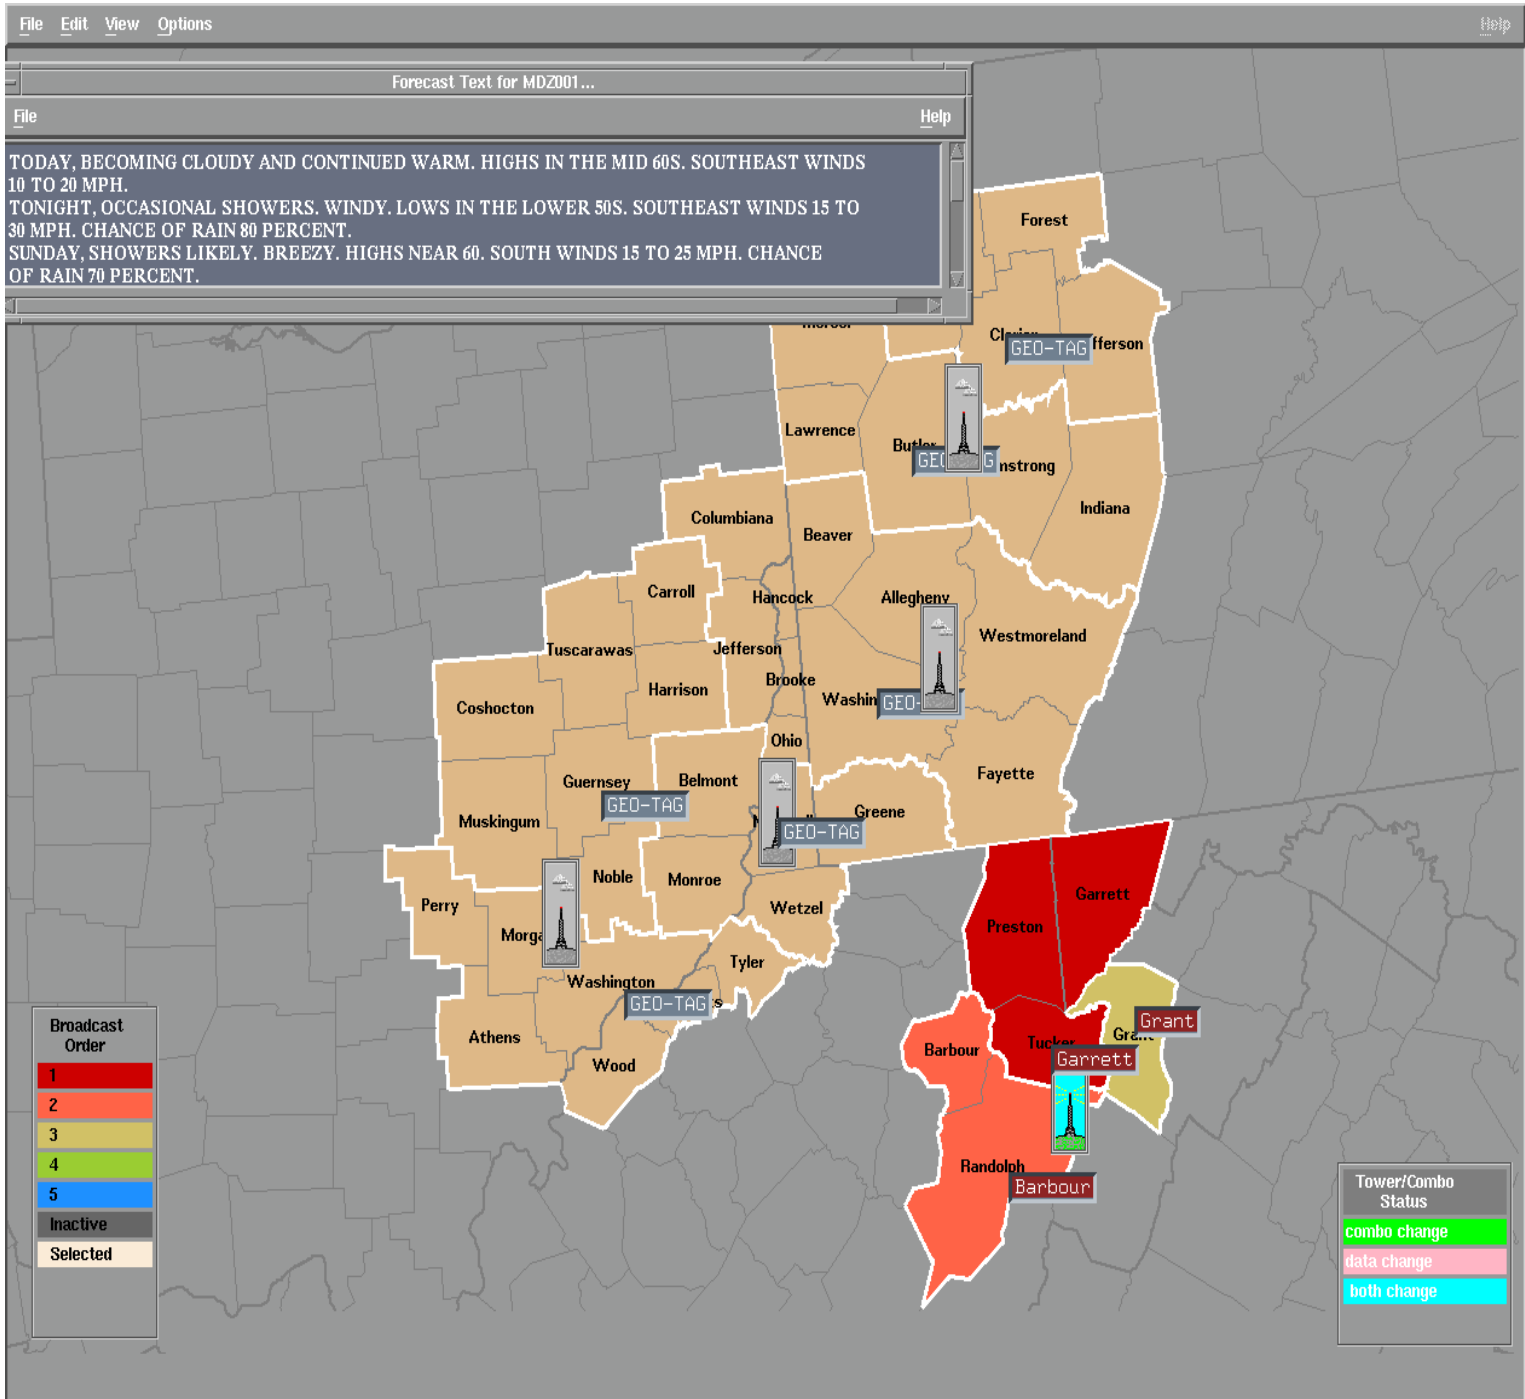 File Edit View Options Help
Forecast Text for MDZ001...
File Help
TODAY, BECOMING CLOUDY AND CONTINUED WARM. HIGHS IN THE MID 60S. SOUTHEAST WINDS
10 TO 20 MPH.
TONIGHT, OCCASIONAL SHOWERS. WINDY. LOWS IN THE LOWER 50S. SOUTHEAST WINDS 15 TO
30 MPH. CHANCE OF RAIN 80 PERCENT.
SUNDAY, SHOWERS LIKELY. BREEZY. HIGHS NEAR 60. SOUTH WINDS 15 TO 25 MPH. CHANCE
OF RAIN 70 PERCENT.
Forest
GEO-TAG
fferson
Lawrence
Butler
mstrong
Indiana
Columbiana
Beaver
Carroll
Hancock
Allegheny
Westmoreland
Tuscarawas
Jefferson
Harrison
Brooke
Washin
GEO-
Coshocton
Ohio
Guernsey
Belmont
Fayette
GEO-TAG
Muskingum
GEO-TAG
Greene
Noble
Monroe
Perry
Wetzel
Garrett
Preston
Morga
Tyler
Washington
GEO-TAG
s
Athens
Wood
Barbour
Tucker
Grant
Grant
Garrett
Randolph
Barbour
Broadcast
Order
1
2
3
4
5
Inactive
Selected
Tower/Combo
Status
combo change
data change
both change